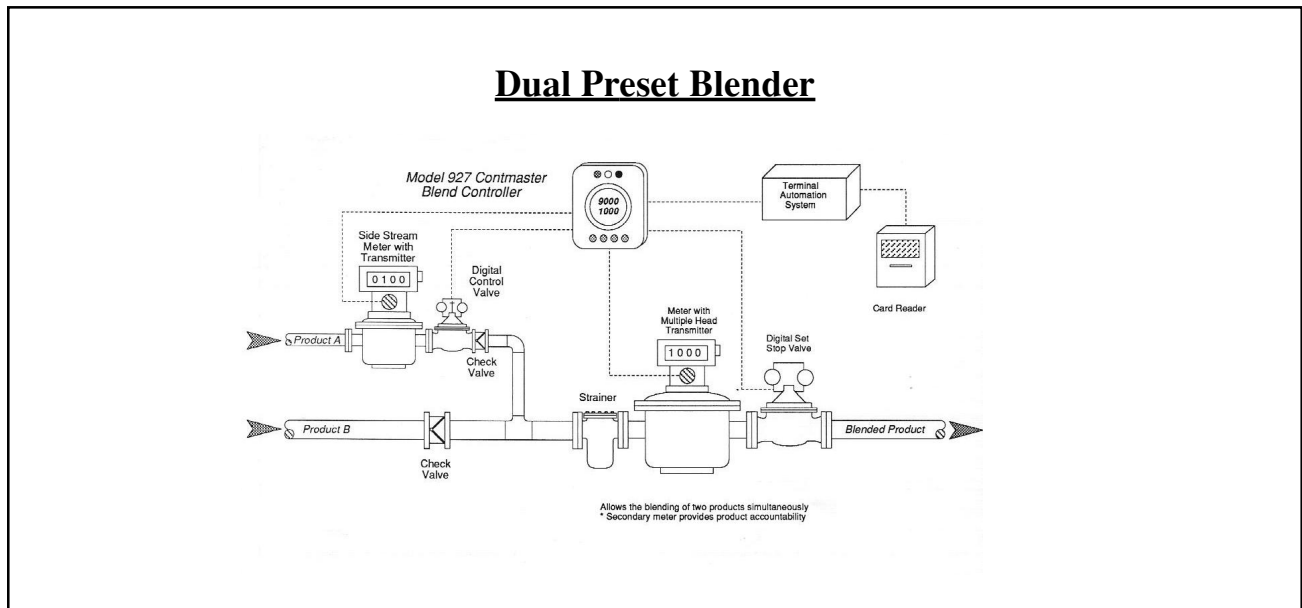 Dual Preset Blender
Model 927 Contmaster
Blend Controller
9000
1000
Terminal
Automation
System
Card Reader
Side Stream
Meter with
Transmitter
0100
Digital
Control
Valve
Product A
Check
Valve
Meter with
Multiple Head
Transmitter
1000
Digital Set
Stop Valve
Strainer
Product B
Check
Valve
Blended Product
Allows the blending of two products simultaneously
* Secondary meter provides product accountability